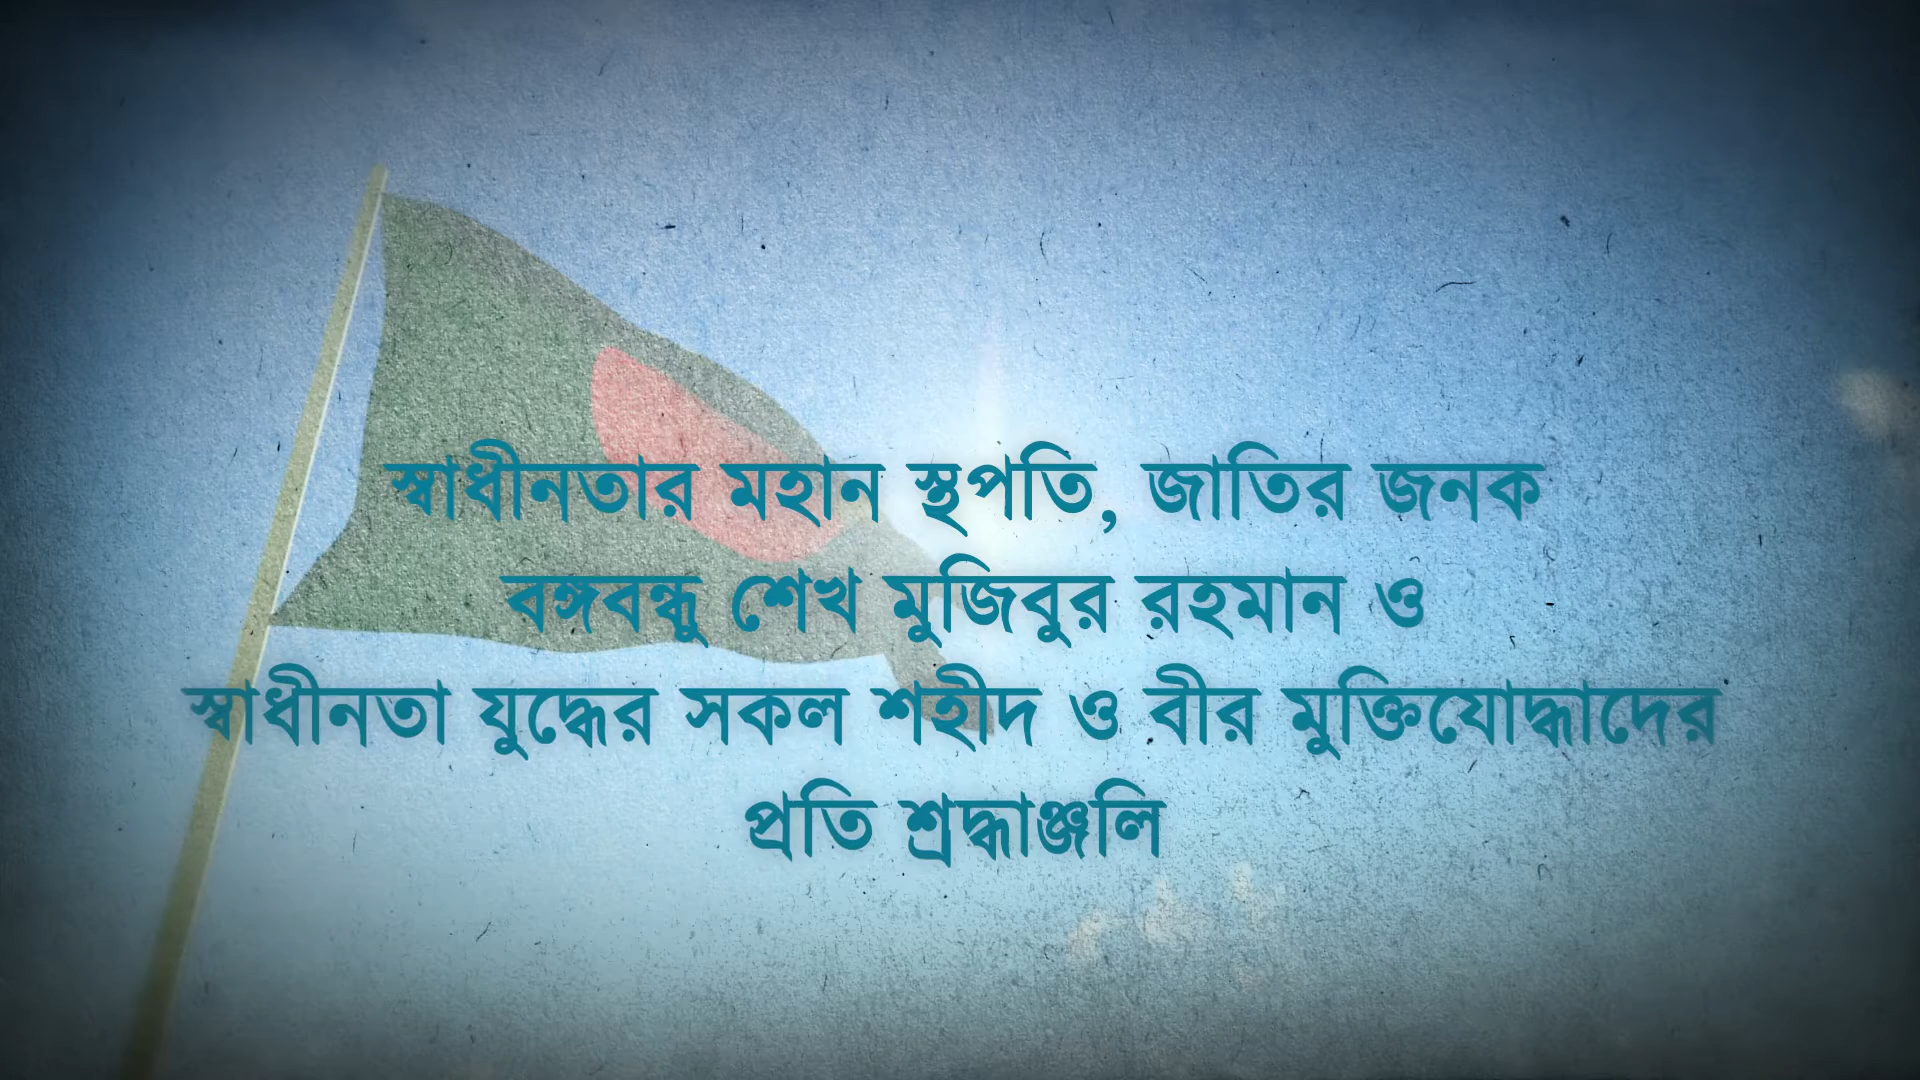 স্বাধীনতার মহান স্থপতি, জাতির জনক
বঙ্গবন্ধু শেখ মুজিবুর রহমান ও
স্বাধীনতা যুদ্ধের সকল শহীদ ও বীর মুক্তিযোদ্ধাদের
প্রতি শ্রদ্ধাঞ্জলি